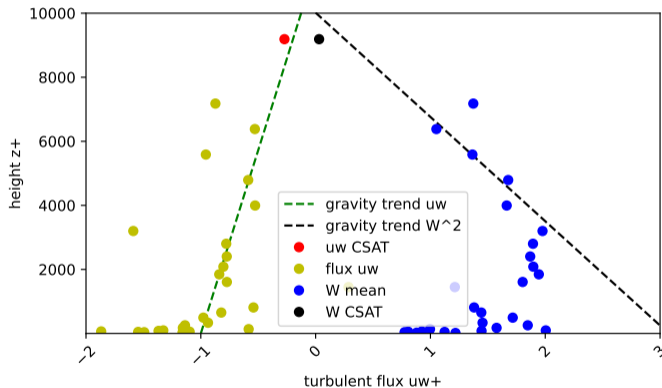 10000
8000
6000
4000
2000
height z+
gravity trend uw
gravity trend W^2
uw CSAT
flux uw
W mean
W CSAT
−2
−1
0
1
2
3
turbulent flux uw+